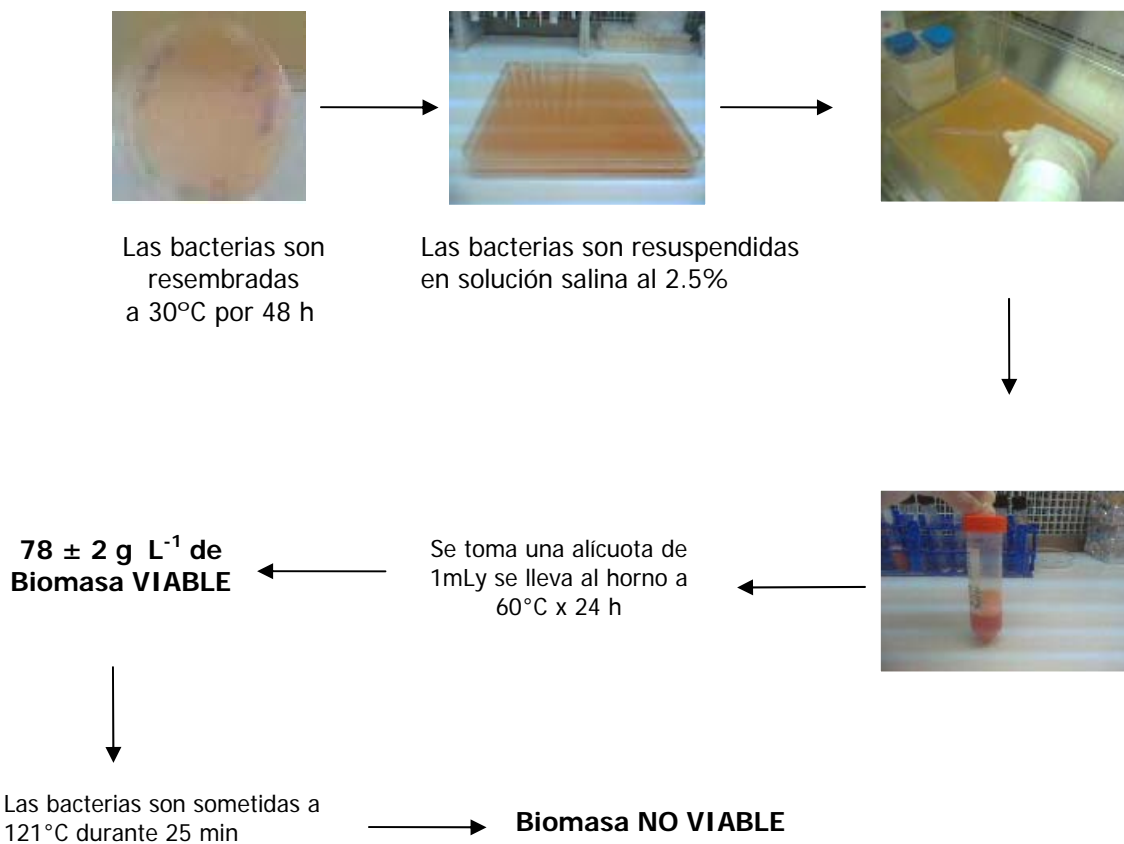 Las bacterias son
resembradas
a 30ºC por 48 h
Las bacterias son resuspendidas
en solución salina al 2.5%
78 ± 2 g L⁻¹ de
Biomasa VIABLE
Se toma una alícuota de
1mLy se lleva al horno a
60°C x 24 h
Las bacterias son sometidas a
121°C durante 25 min
Biomasa NO VIABLE